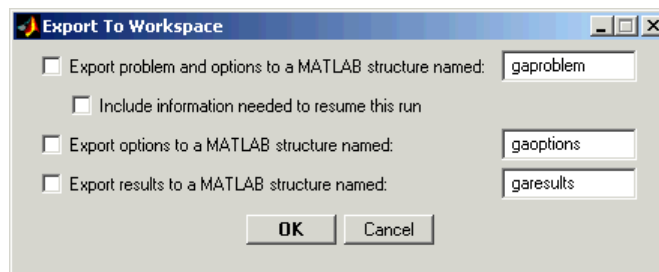 Export To Workspace
Export problem and options to a MATLAB structure named: gaproblem
Include information needed to resume this run
Export options to a MATLAB structure named: gaoptions
Export results to a MATLAB structure named: garesults
OK Cancel